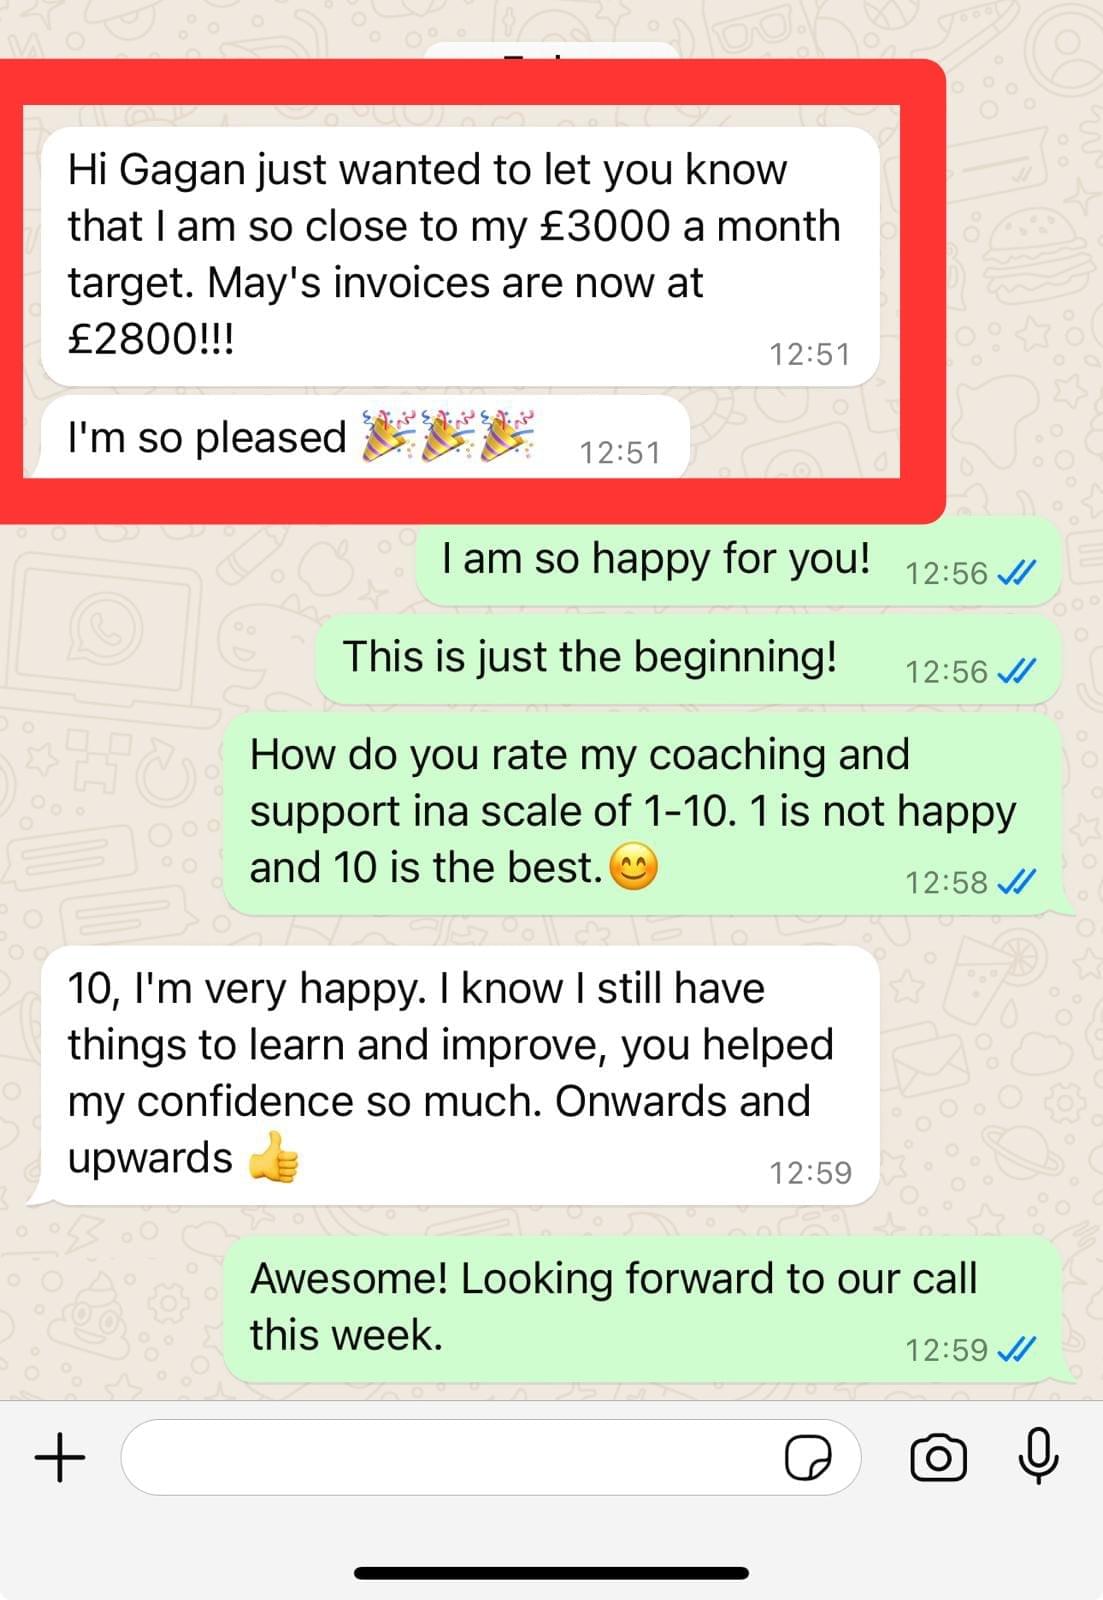 Hi Gagan just wanted to let you know
that I am so close to my £3000 a month
target. May's invoices are now at
£2800!!!
12:51
I'm so pleased 🎉🎉🎉 12:51
I am so happy for you! 12:56
This is just the beginning! 12:56
How do you rate my coaching and
support ina scale of 1-10. 1 is not happy
and 10 is the best.😊 12:58
10, I'm very happy. I know I still have
things to learn and improve, you helped
my confidence so much. Onwards and
upwards 👍 12:59
Awesome! Looking forward to our call
this week. 12:59